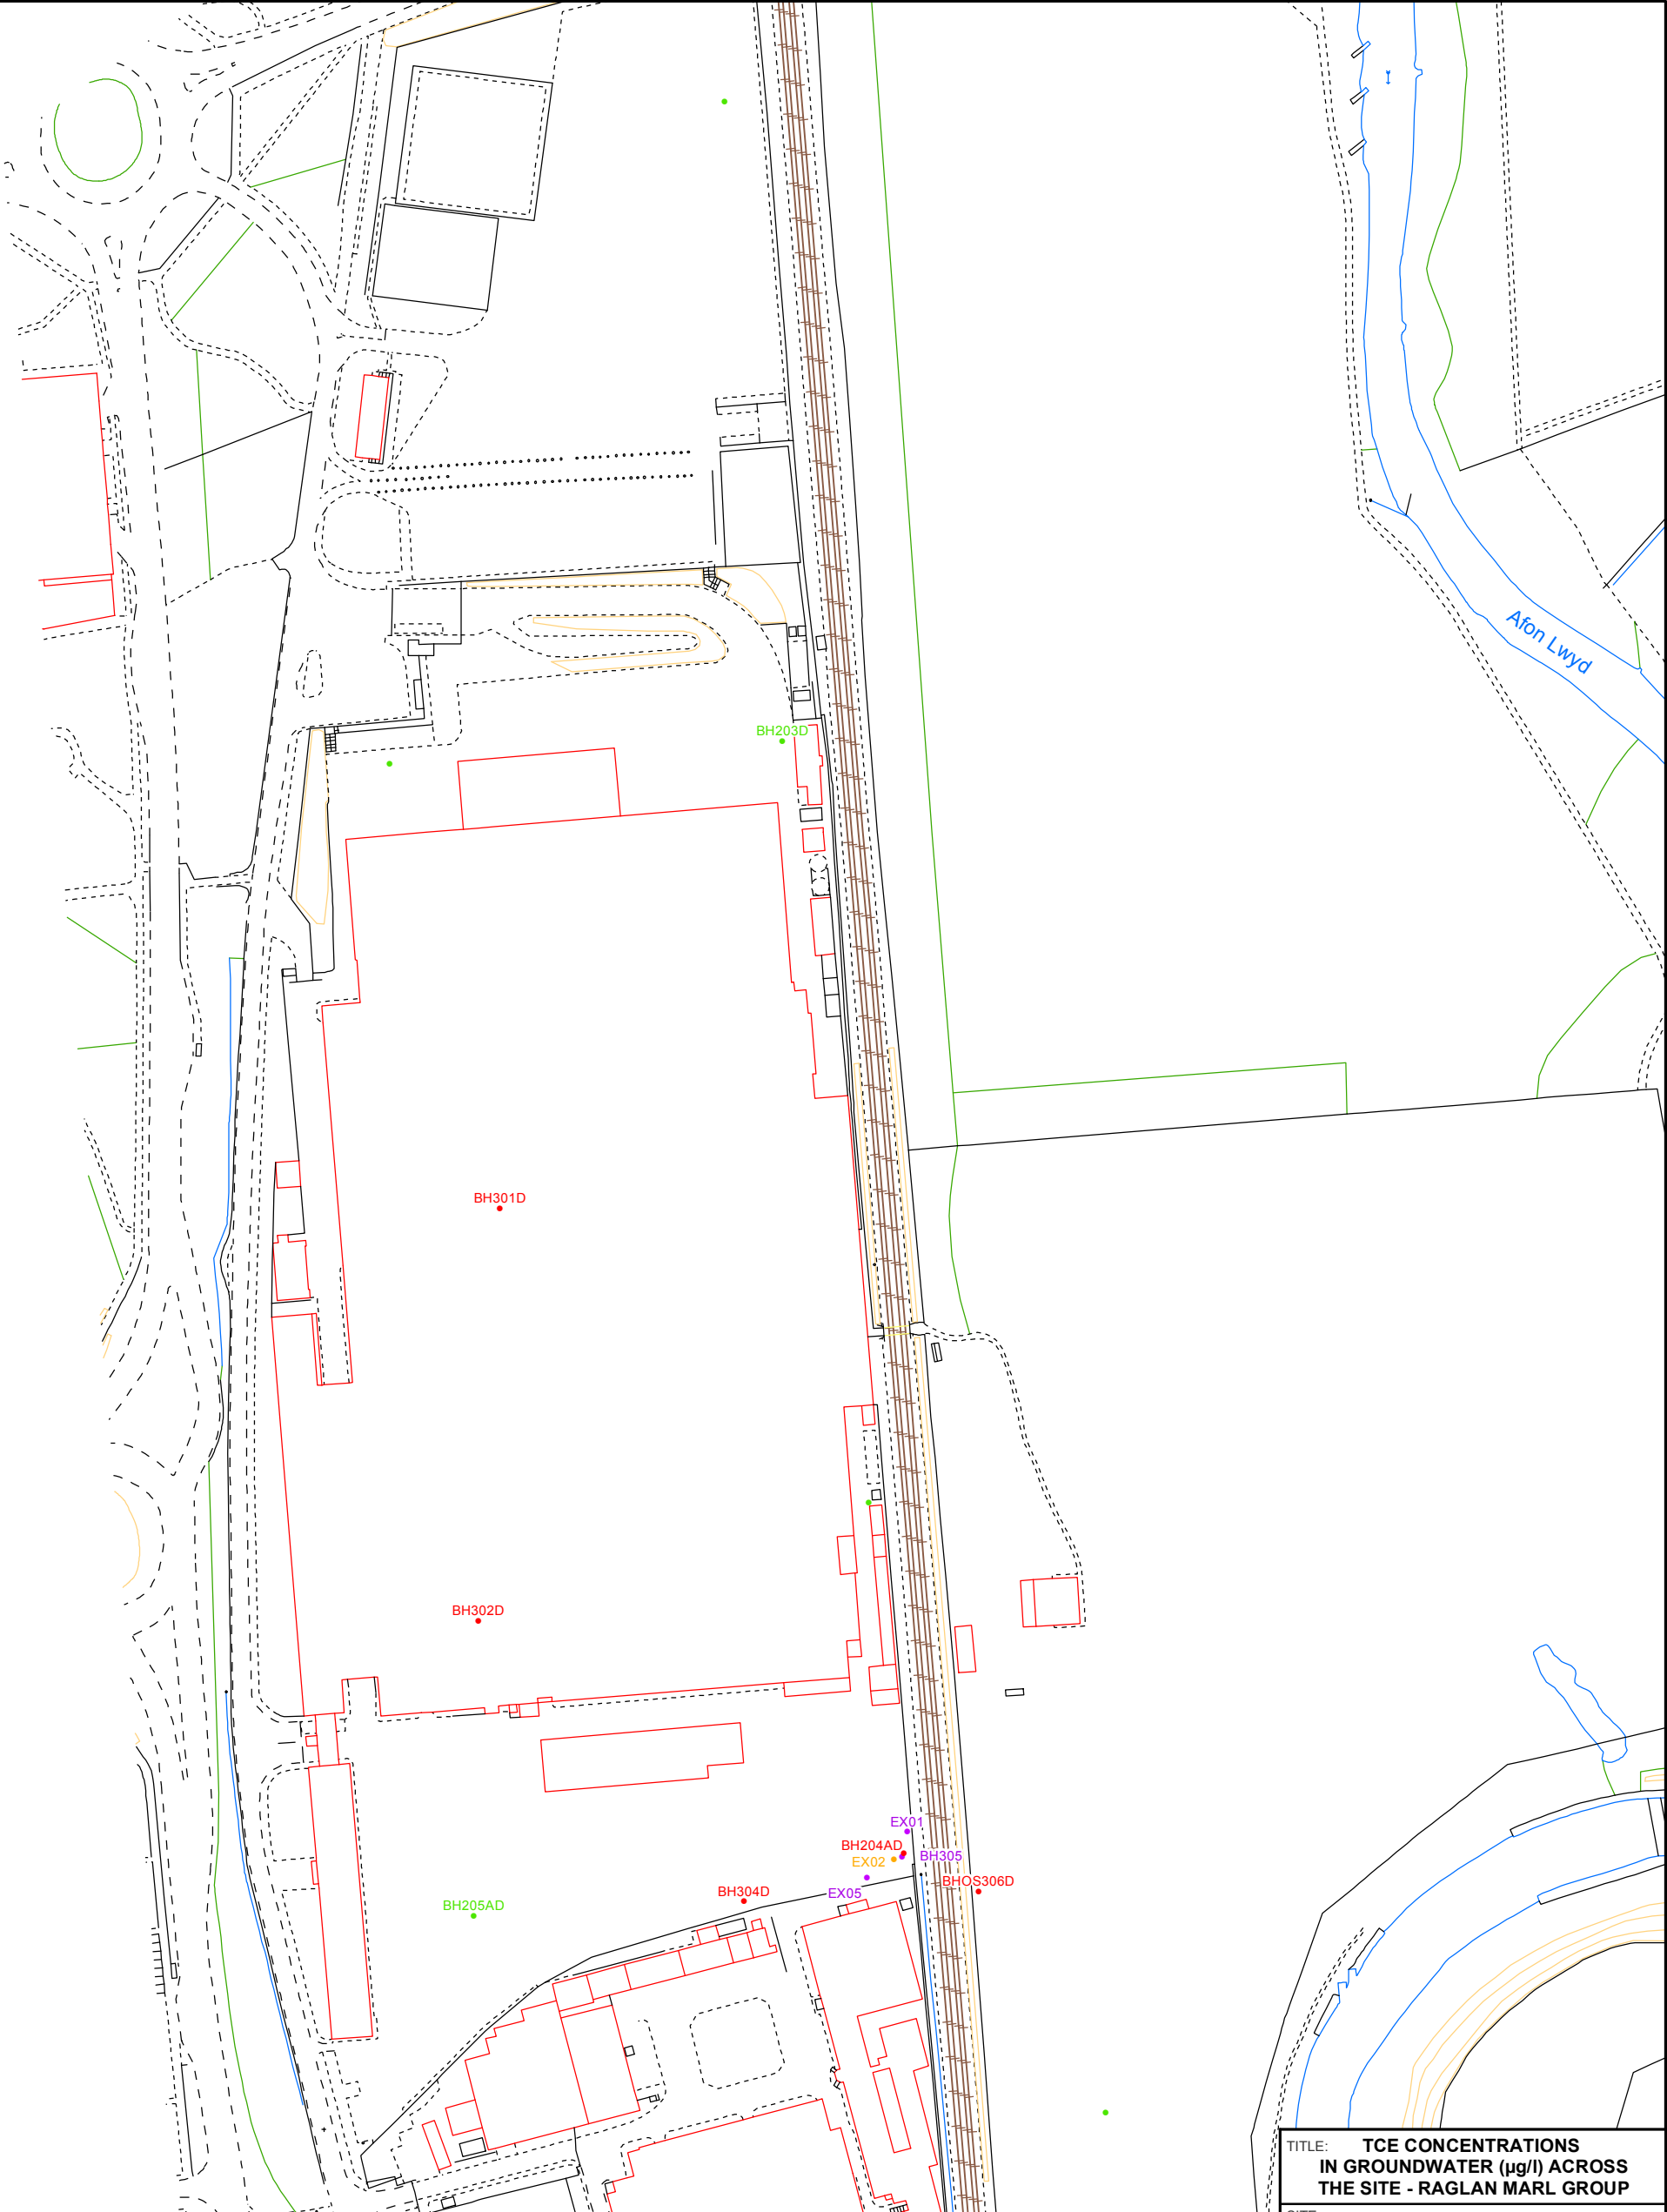 Afon Lwyd
BH203D
BH301D
BH302D
EX01
BH204AD
BH305
EX02
BHOS306D
EX05
BH304D
BH205AD
TITLE: TCE CONCENTRATIONS
IN GROUNDWATER (µg/l) ACROSS
THE SITE - RAGLAN MARL GROUP